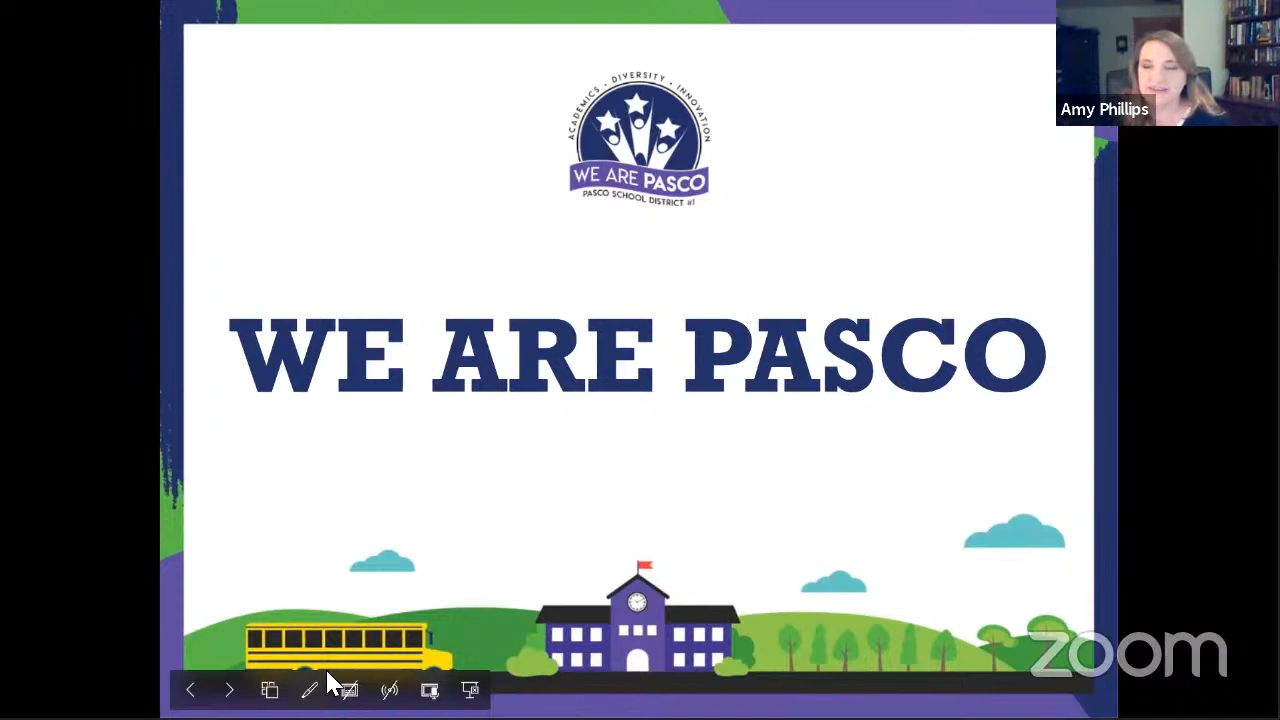 ACADEMICS · DIVERSITY · INNOVATION
WE ARE PASCO
PASCO SCHOOL DISTRICT #1
Amy Phillips
WE ARE PASCO
zoom